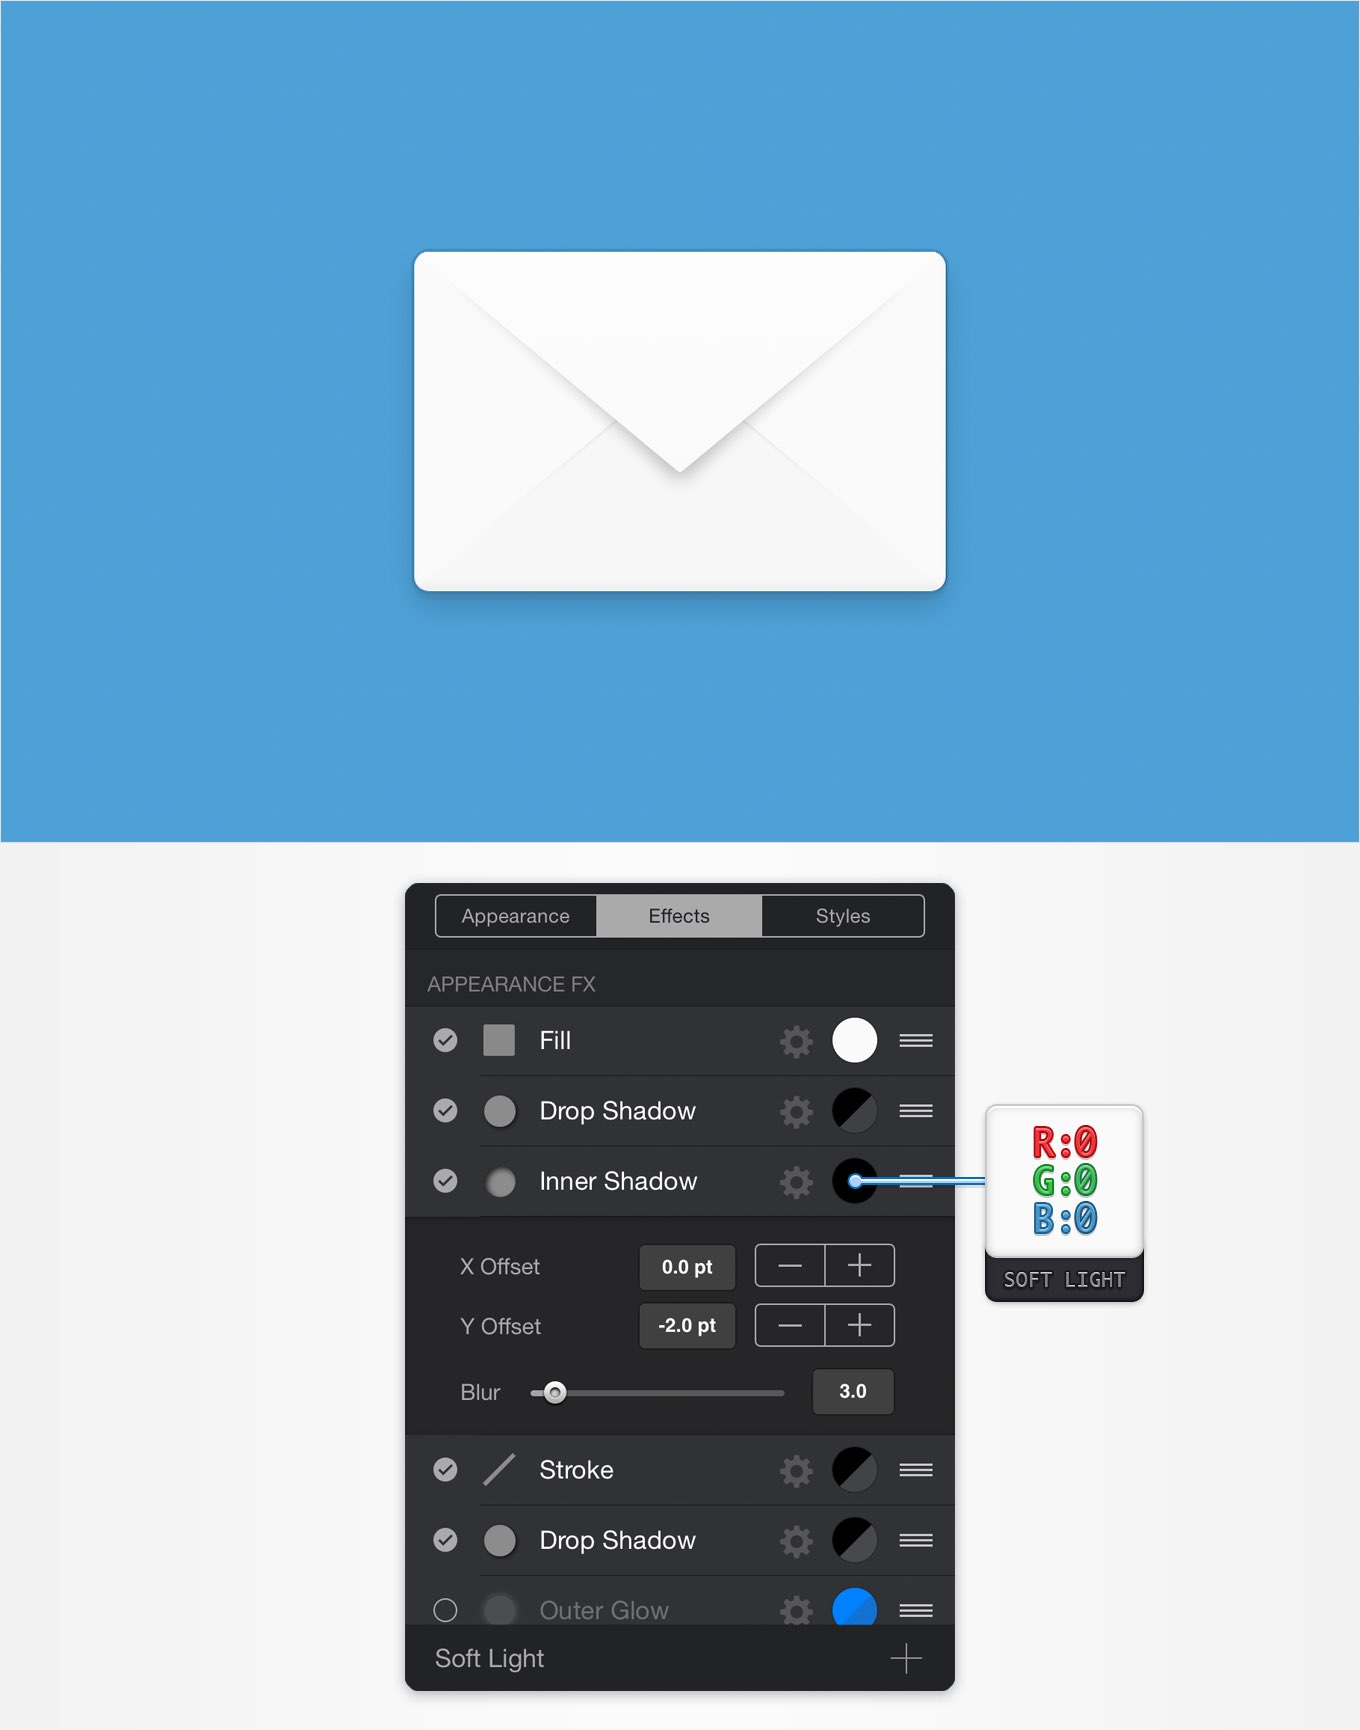 Appearance Effects Styles
APPEARANCE FX
Fill
Drop Shadow
Inner Shadow
R:0
G:0
B:0
SOFT LIGHT
X Offset 0.0 pt
Y Offset -2.0 pt
Blur 3.0
Stroke
Drop Shadow
Outer Glow
Soft Light